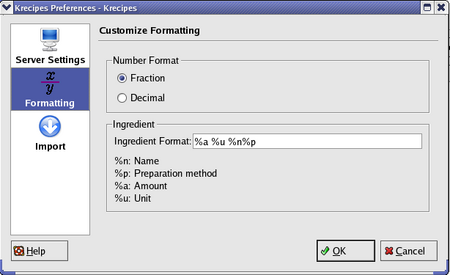 Krecipes Preferences - Krecipes
Server Settings
x
y
Formatting
Import
Customize Formatting
Number Format
Fraction
Decimal
Ingredient
Ingredient Format: %a %u %n%p
%n: Name
%p: Preparation method
%a: Amount
%u: Unit
Help
OK
Cancel